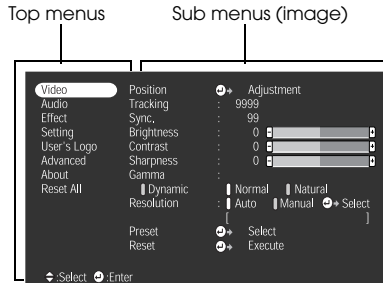 Top menus Sub menus (image)
Video Position Adjustment
Audio Tracking : 9999
Effect Sync. : 99
Setting Brightness : 0
User's Logo Contrast : 0
Advanced Sharpness : 0
About Gamma :
Reset All Dynamic Normal Natural
Resolution : Auto Manual Select
[ ]
Preset Select
Reset Execute
:Select :Enter